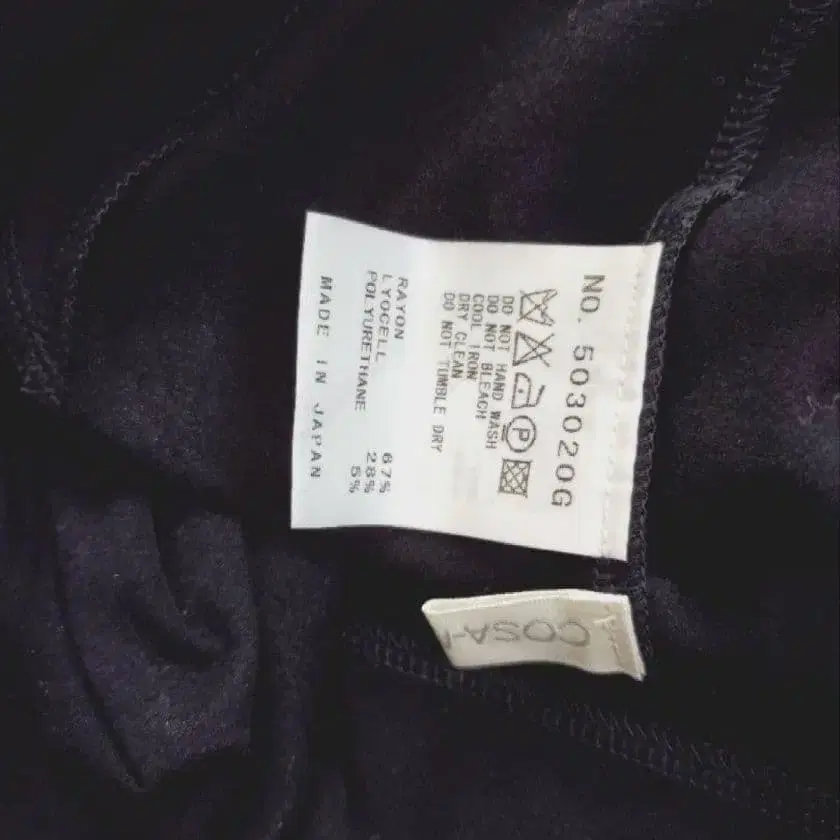 NO. 503020G
DO NOT HAND WASH
DO NOT BLEACH
COOL IRON
DRY CLEAN
DO NOT TUMBLE DRY
RAYON 67%
LYOCELL 28%
POLYURETHANE 5%
MADE IN JAPAN
COSA-